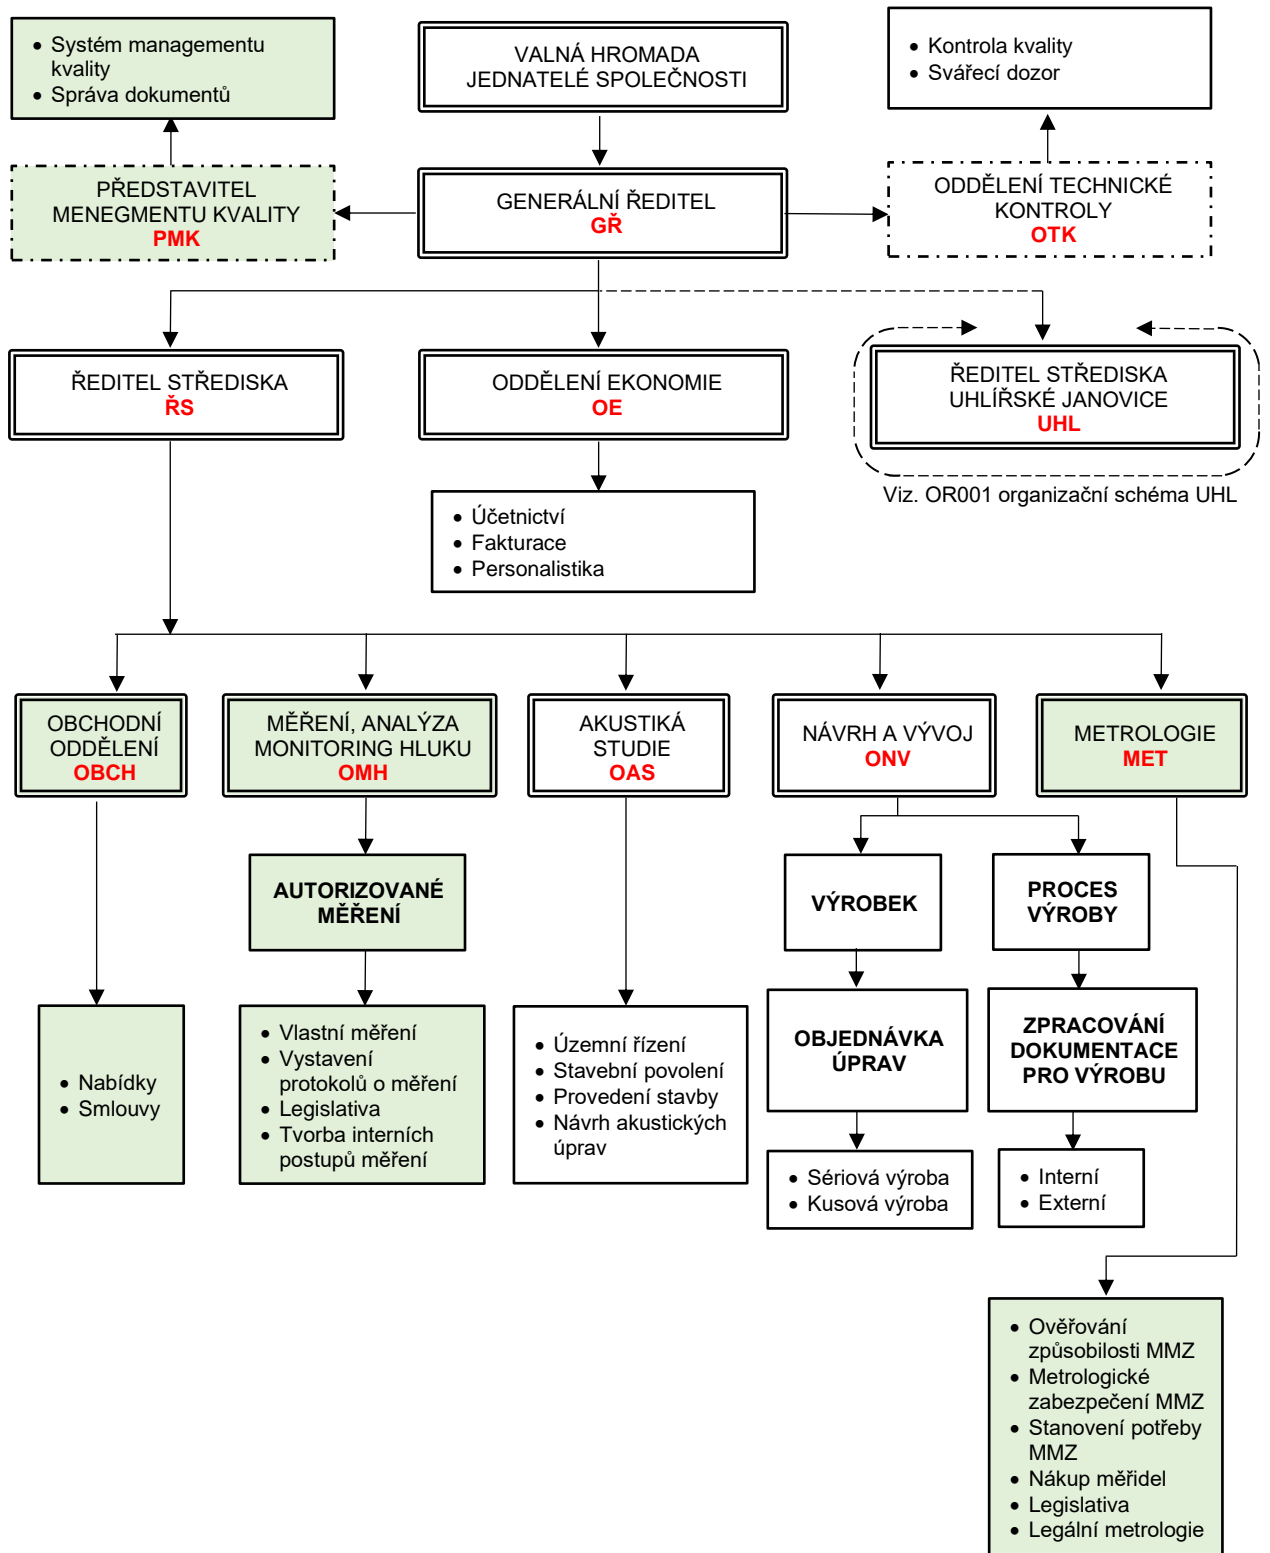 • Systém managementu
kvality
• Správa dokumentů
VALNÁ HROMADA
JEDNATELÉ SPOLEČNOSTI
• Kontrola kvality
• Svářecí dozor
PŘEDSTAVITEL
MENEGMENTU KVALITY
PMK
GENERÁLNÍ ŘEDITEL
GŘ
ODDĚLENÍ TECHNICKÉ
KONTROLY
OTK
ŘEDITEL STŘEDISKA
ŘS
ODDĚLENÍ EKONOMIE
OE
ŘEDITEL STŘEDISKA
UHLÍŘSKÉ JANOVICE
UHL
Viz. OR001 organizační schéma UHL
• Účetnictví
• Fakturace
• Personalistika
OBCHODNÍ
ODDĚLENÍ
OBCH
MĚŘENÍ, ANALÝZA
MONITORING HLUKU
OMH
AKUSTIKÁ
STUDIE
OAS
NÁVRH A VÝVOJ
ONV
METROLOGIE
MET
AUTORIZOVANÉ
MĚŘENÍ
VÝROBEK
PROCES
VÝROBY
• Nabídky
• Smlouvy
• Vlastní měření
• Vystavení
protokolů o měření
• Legislativa
• Tvorba interních
postupů měření
• Územní řízení
• Stavební povolení
• Provedení stavby
• Návrh akustických
úprav
OBJEDNÁVKA
ÚPRAV
ZPRACOVÁNÍ
DOKUMENTACE
PRO VÝROBU
• Sériová výroba
• Kusová výroba
• Interní
• Externí
• Ověřování
způsobilosti MMZ
• Metrologické
zabezpečení MMZ
• Stanovení potřeby
MMZ
• Nákup měřidel
• Legislativa
• Legální metrologie